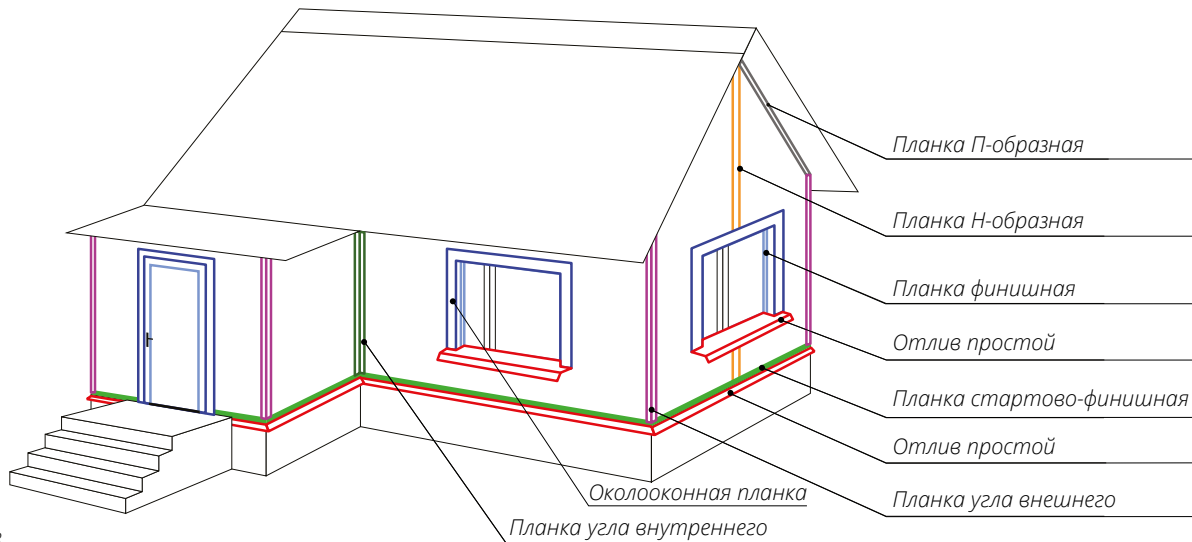 Планка П-образная
Планка Н-образная
Планка финишная
Отлив простой
Планка стартово-финишная
Отлив простой
Планка угла внешнего
Околооконная планка
Планка угла внутреннего